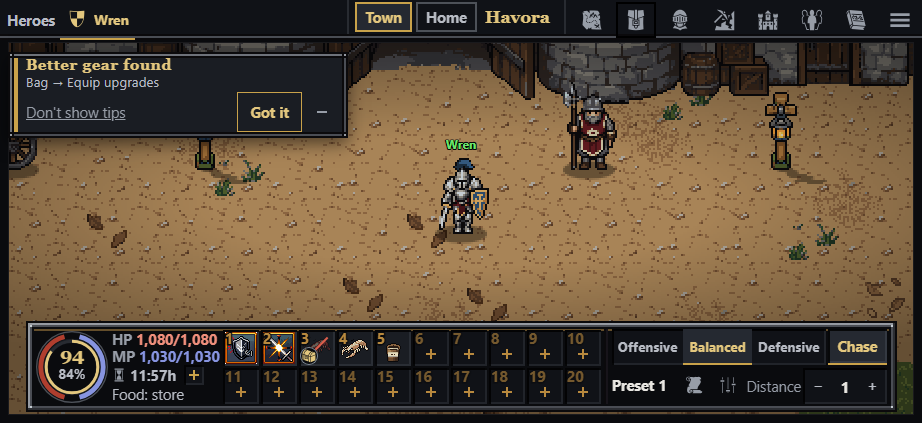 Heroes Wren Town Home Havora
Better gear found
Bag → Equip upgrades
Don't show tips Got it −
Wren
94
84%
HP 1,080/1,080
MP 1,030/1,030
11:57h +
Food: store
1 2 3 4 5 6 7 8 9 10
+ + + + +
11 12 13 14 15 16 17 18 19 20
+ + + + + + + + + +
Offensive Balanced Defensive Chase
Preset 1 Distance − 1 +